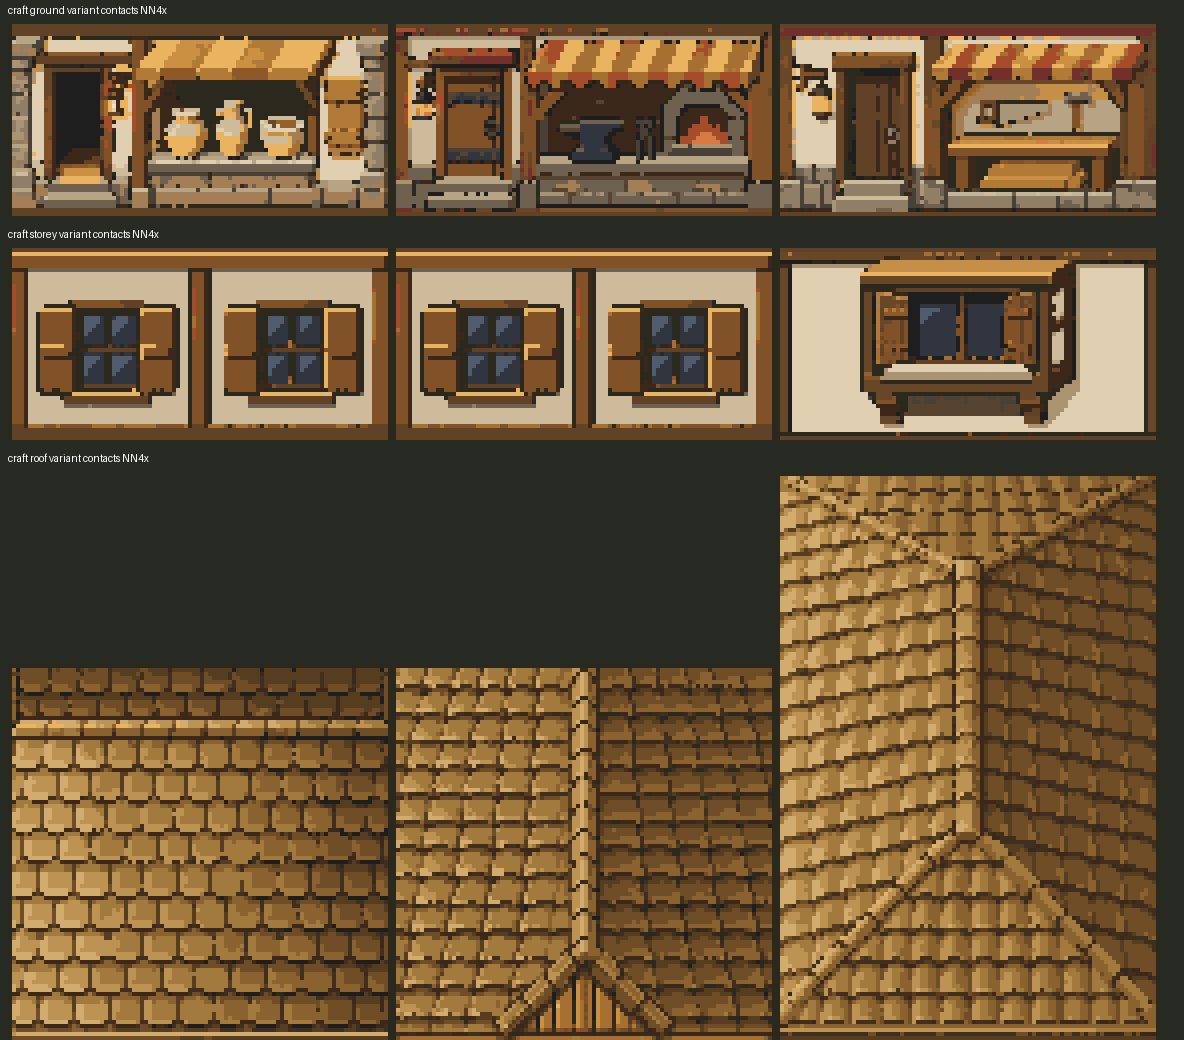 craft ground variant contacts NN4x
craft storey variant contacts NN4x
craft roof variant contacts NN4x